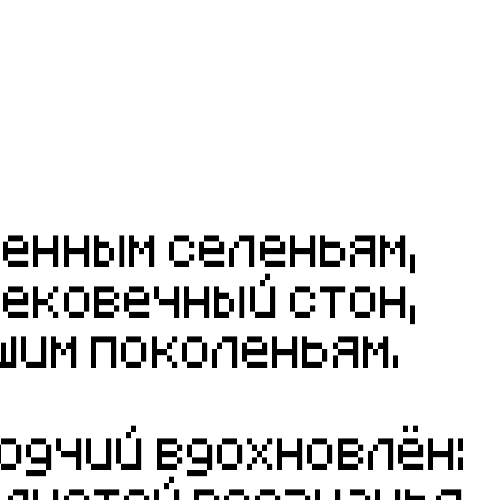 енным селеньям,
ековечный стон,
шим поколеньям.
одчий вдохновлён: